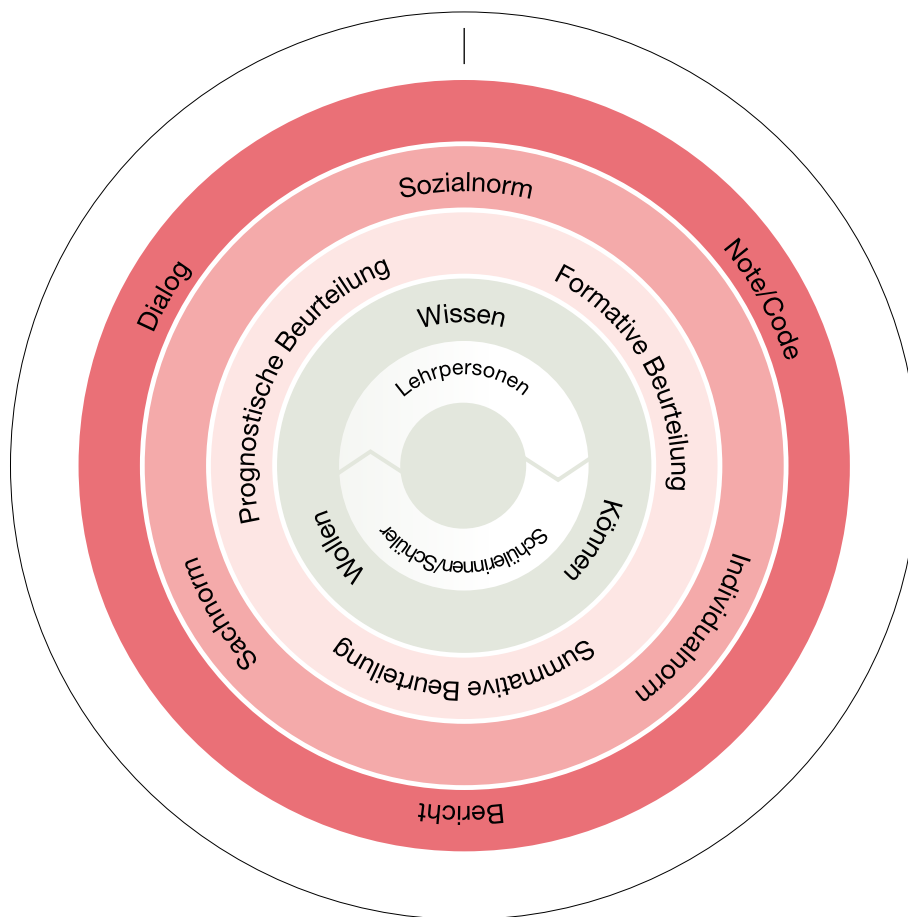 Sozialnorm
Note/Code
Dialog
Formative Beurteilung
Prognostische Beurteilung
Wissen
Lehrpersonen
Schülerinnen/Schüler
Können
Wollen
Individualnorm
Sachnorm
Summative Beurteilung
Bericht